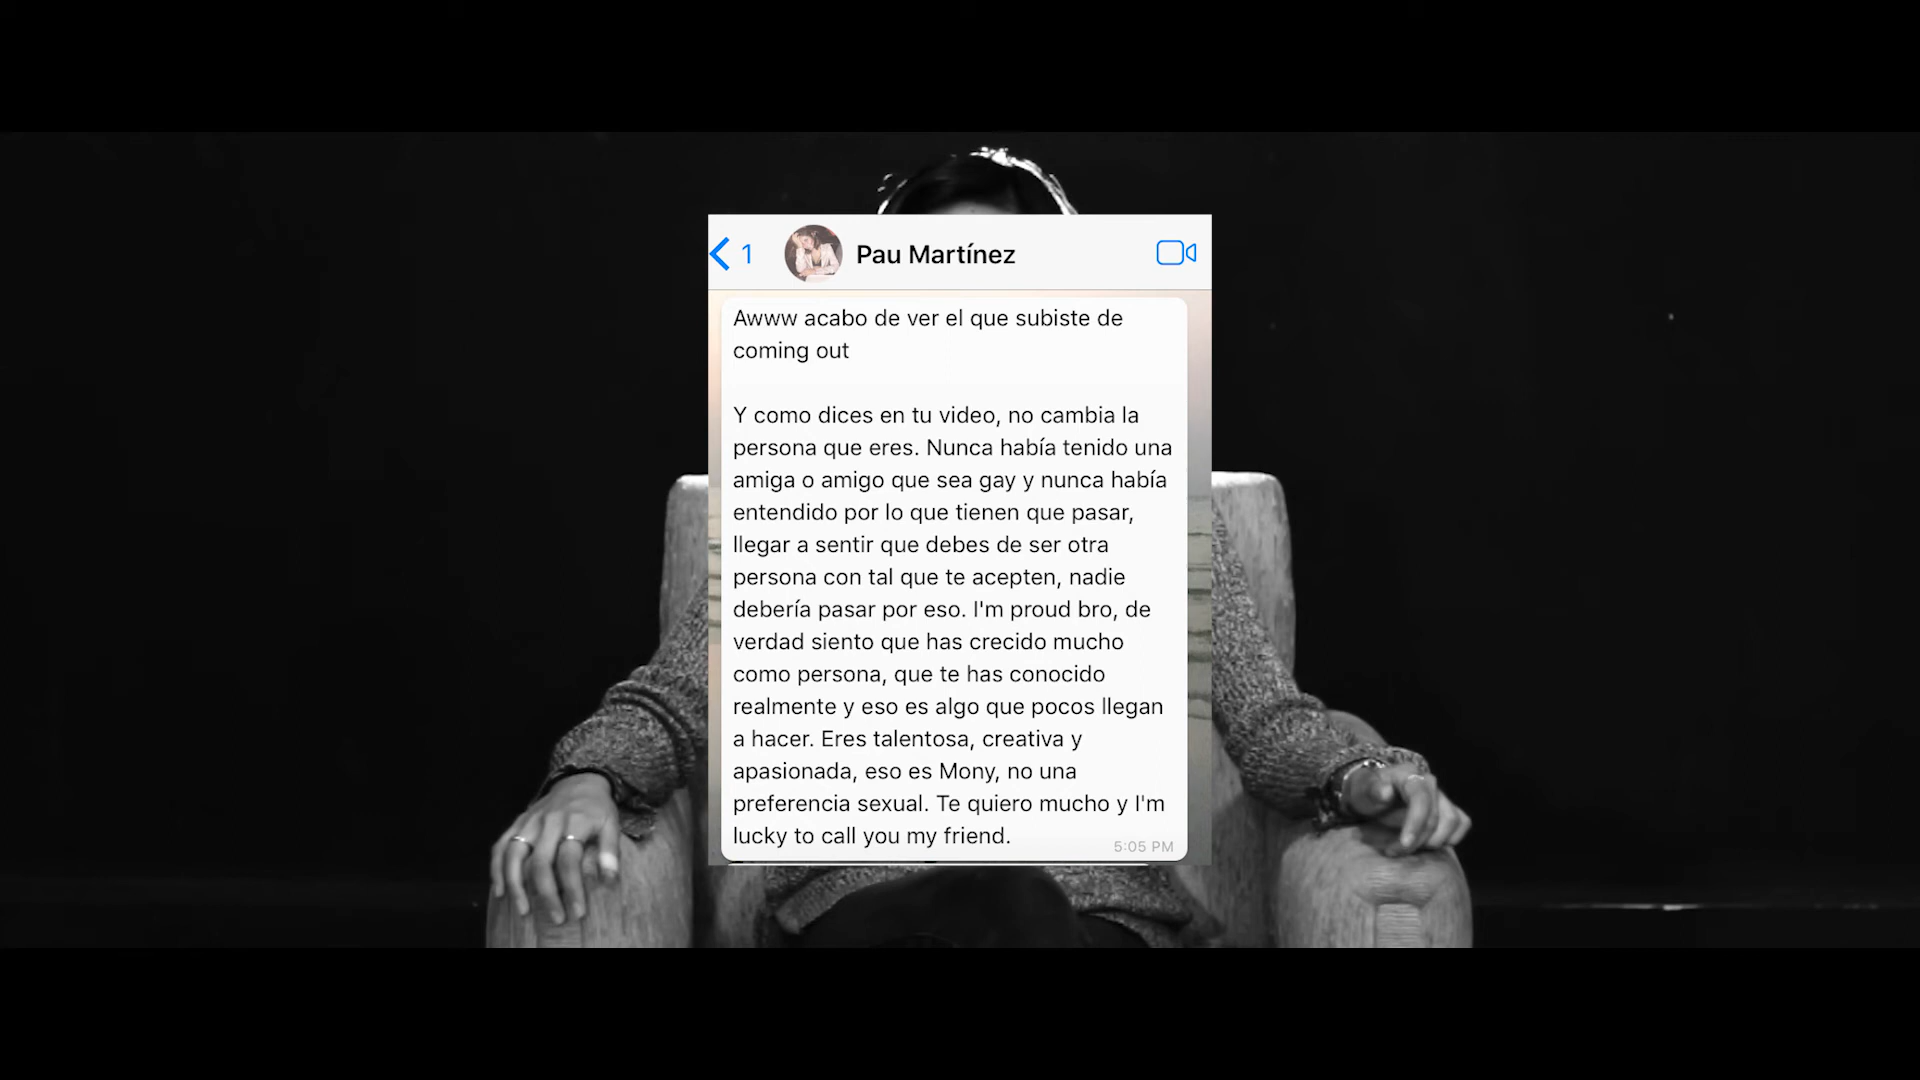 1 Pau Martínez
Awww acabo de ver el que subiste de
coming out
Y como dices en tu video, no cambia la
persona que eres. Nunca había tenido una
amiga o amigo que sea gay y nunca había
entendido por lo que tienen que pasar,
llegar a sentir que debes de ser otra
persona con tal que te acepten, nadie
debería pasar por eso. I'm proud bro, de
verdad siento que has crecido mucho
como persona, que te has conocido
realmente y eso es algo que pocos llegan
a hacer. Eres talentosa, creativa y
apasionada, eso es Mony, no una
preferencia sexual. Te quiero mucho y I'm
lucky to call you my friend.
5:05 PM